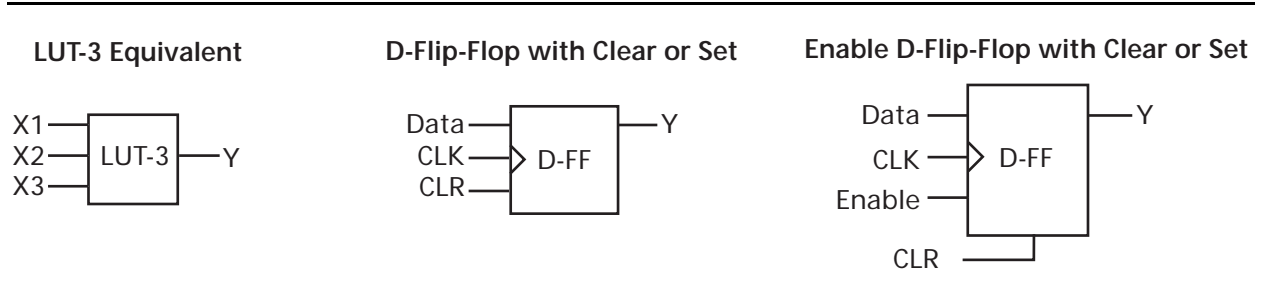 LUT-3 Equivalent
X1
X2
X3
LUT-3
Y
D-Flip-Flop with Clear or Set
Data
CLK
CLR
D-FF
Y
Enable D-Flip-Flop with Clear or Set
Data
CLK
Enable
CLR
D-FF
Y